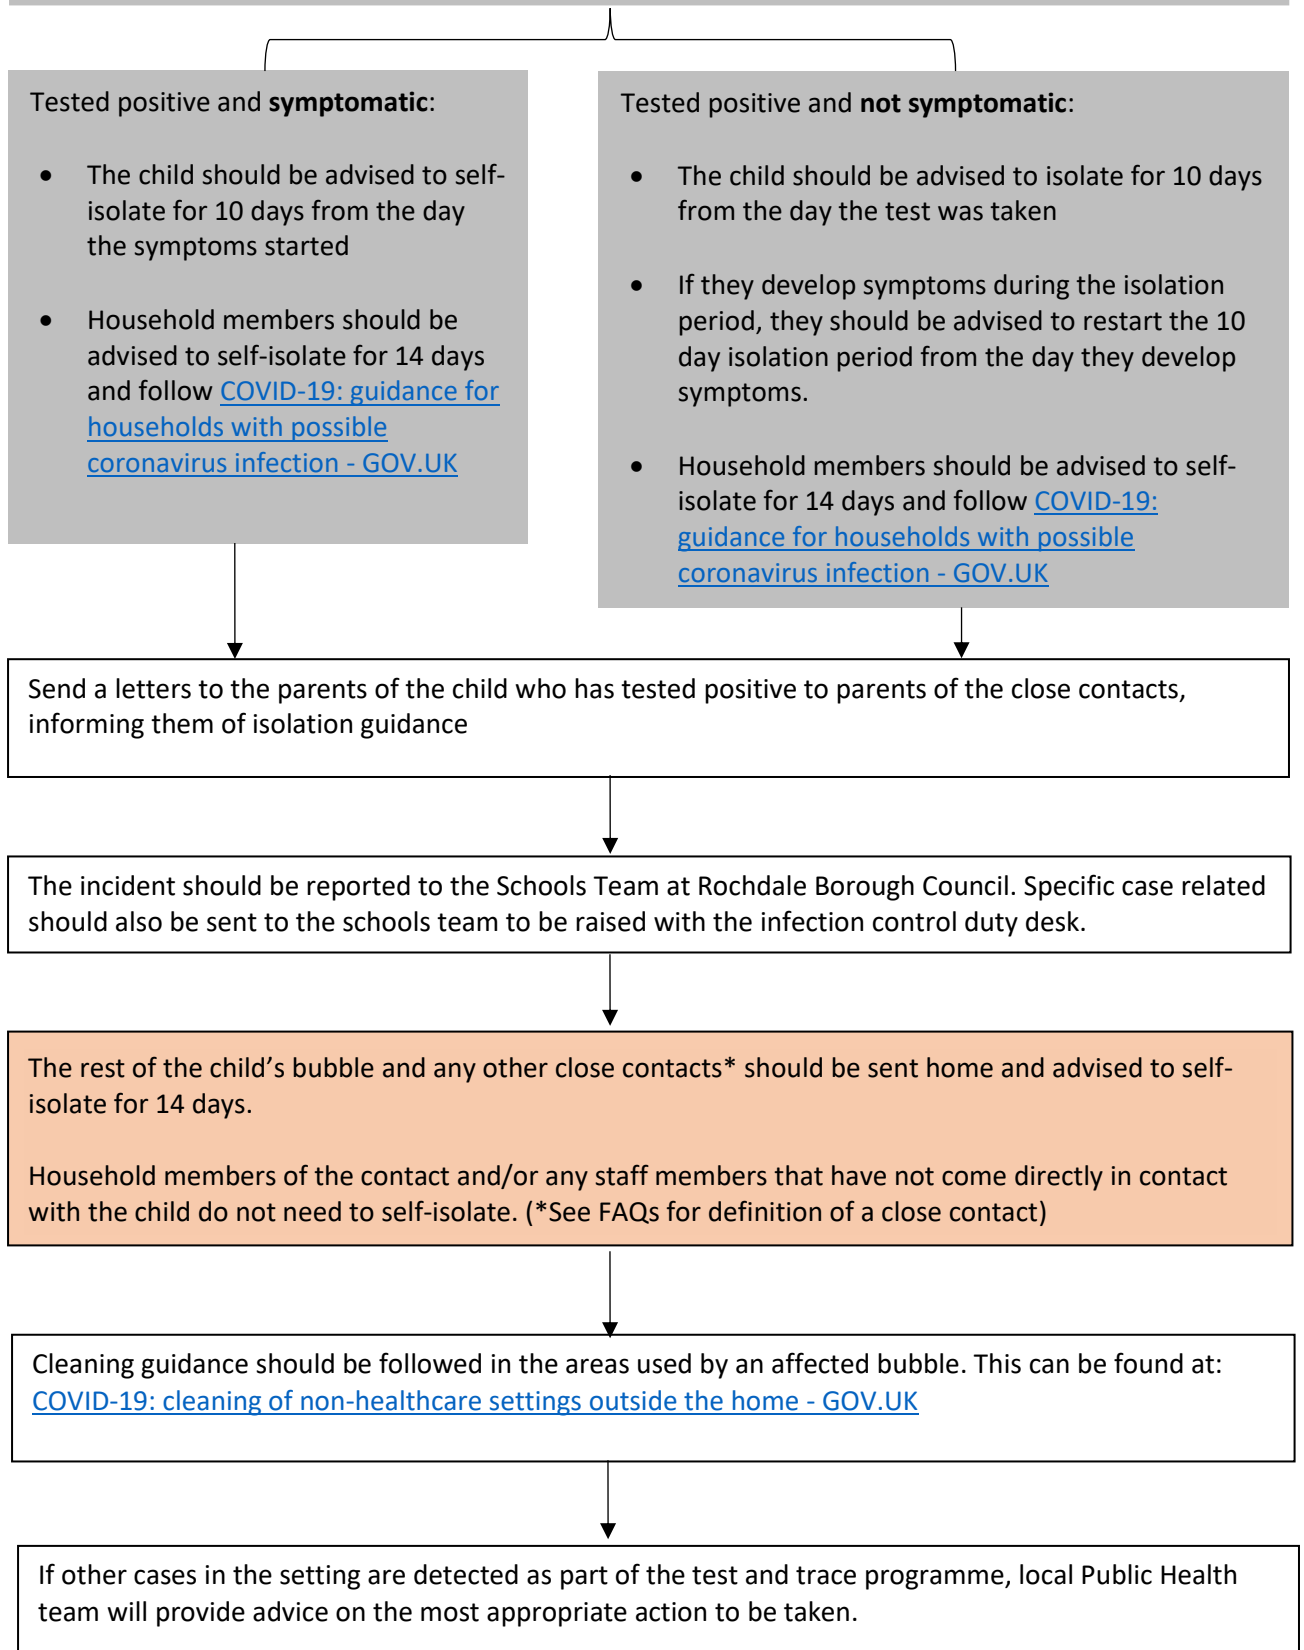 Tested positive and symptomatic:
• The child should be advised to self-
isolate for 10 days from the day
the symptoms started
• Household members should be
advised to self-isolate for 14 days
and follow COVID-19: guidance for
households with possible
coronavirus infection - GOV.UK
Tested positive and not symptomatic:
• The child should be advised to isolate for 10 days
from the day the test was taken
• If they develop symptoms during the isolation
period, they should be advised to restart the 10
day isolation period from the day they develop
symptoms.
• Household members should be advised to self-
isolate for 14 days and follow COVID-19:
guidance for households with possible
coronavirus infection - GOV.UK
Send a letters to the parents of the child who has tested positive to parents of the close contacts,
informing them of isolation guidance
The incident should be reported to the Schools Team at Rochdale Borough Council. Specific case related
should also be sent to the schools team to be raised with the infection control duty desk.
The rest of the child’s bubble and any other close contacts* should be sent home and advised to self-
isolate for 14 days.
Household members of the contact and/or any staff members that have not come directly in contact
with the child do not need to self-isolate. (*See FAQs for definition of a close contact)
Cleaning guidance should be followed in the areas used by an affected bubble. This can be found at:
COVID-19: cleaning of non-healthcare settings outside the home - GOV.UK
If other cases in the setting are detected as part of the test and trace programme, local Public Health
team will provide advice on the most appropriate action to be taken.